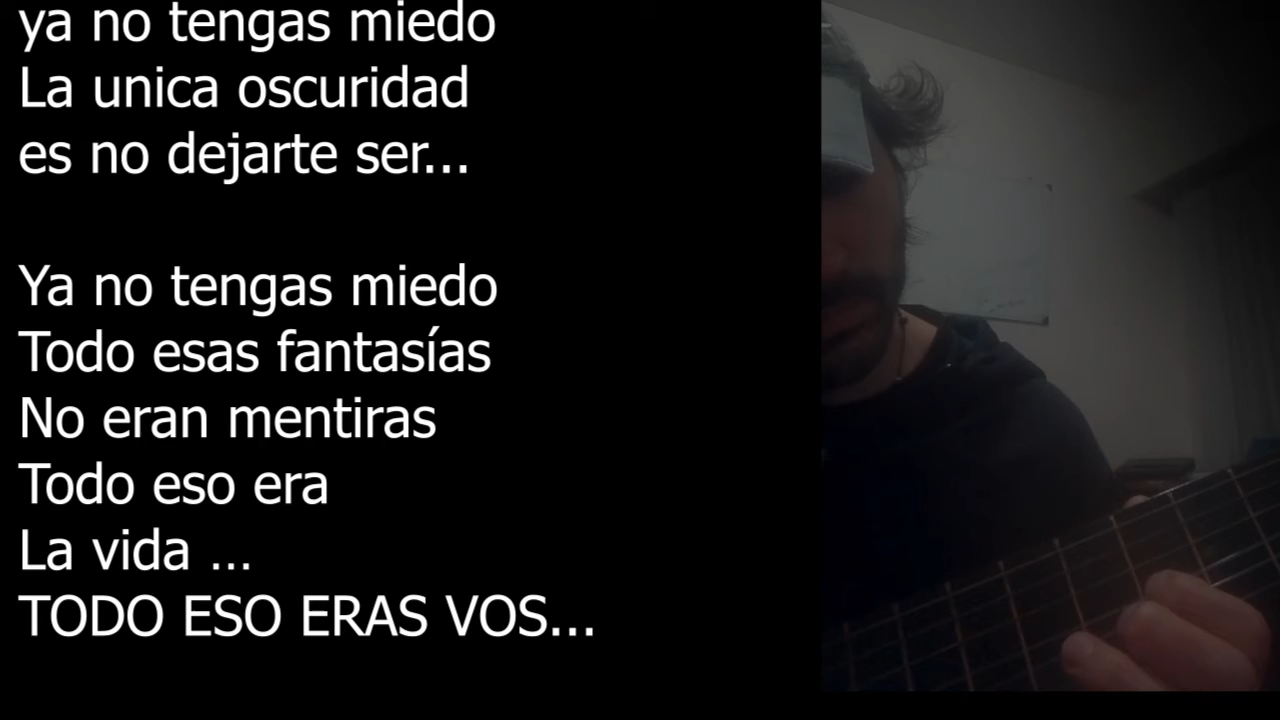 ya no tengas miedo
La unica oscuridad
es no dejarte ser...
Ya no tengas miedo
Todo esas fantasías
No eran mentiras
Todo eso era
La vida ...
TODO ESO ERAS VOS...